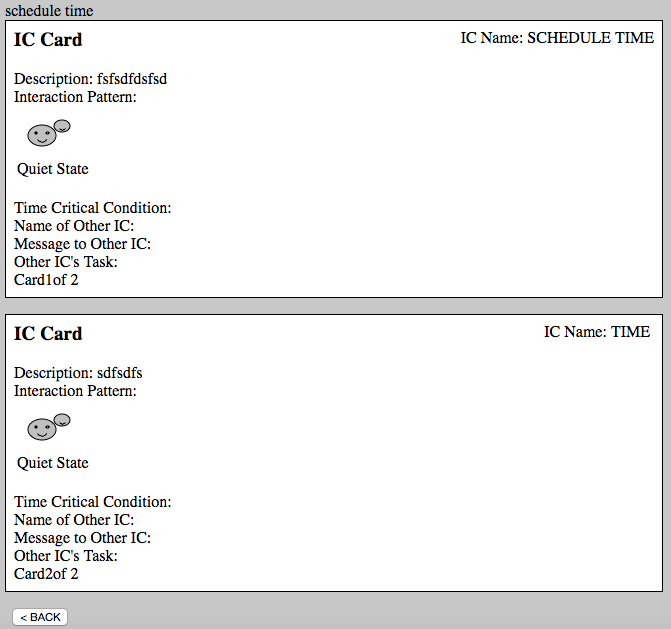 schedule time
IC Card
IC Name: SCHEDULE TIME
Description: fsfsdfdsfsd
Interaction Pattern:
Quiet State
Time Critical Condition:
Name of Other IC:
Message to Other IC:
Other IC's Task:
Card1of 2
IC Card
IC Name: TIME
Description: sdfsdfs
Interaction Pattern:
Quiet State
Time Critical Condition:
Name of Other IC:
Message to Other IC:
Other IC's Task:
Card2of 2
< BACK